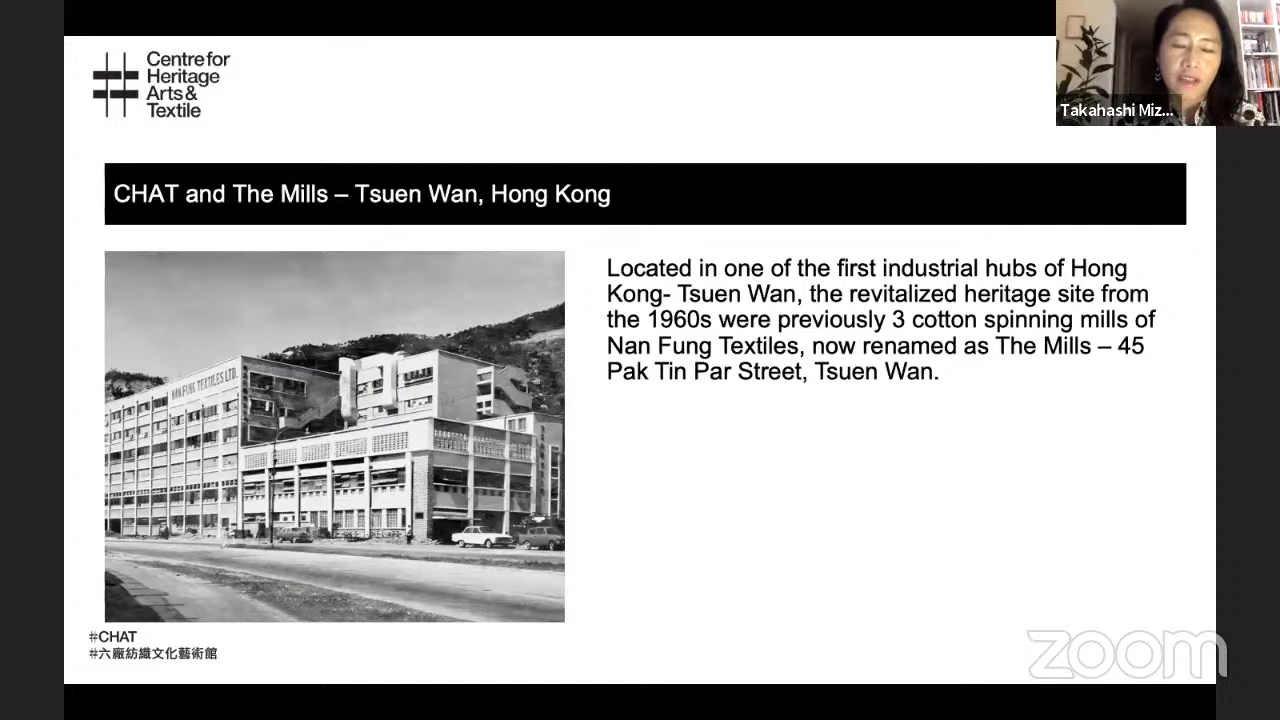 Centre for
Heritage
Arts &
Textile
Takahashi Miz...
CHAT and The Mills – Tsuen Wan, Hong Kong
NAN FUNG TEXTILES LTD.
Located in one of the first industrial hubs of Hong
Kong- Tsuen Wan, the revitalized heritage site from
the 1960s were previously 3 cotton spinning mills of
Nan Fung Textiles, now renamed as The Mills – 45
Pak Tin Par Street, Tsuen Wan.
#CHAT
#六廠紡織文化藝術館
zoom